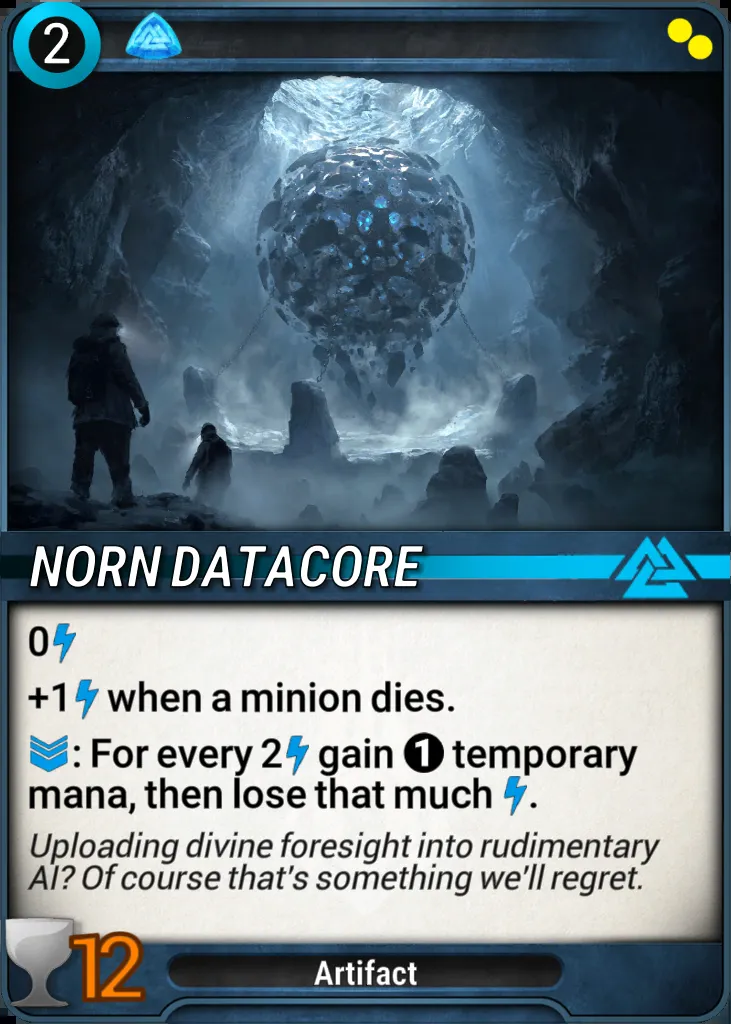 2
NORN DATACORE
0
+1 when a minion dies.
: For every 2 gain 1 temporary
mana, then lose that much .
Uploading divine foresight into rudimentary
AI? Of course that's something we'll regret.
12
Artifact